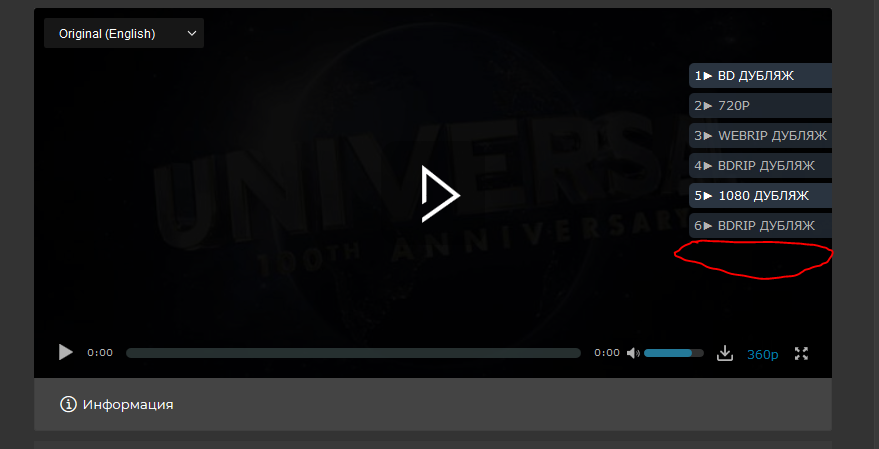 Original (English)
1► BD ДУБЛЯЖ
2► 720P
3► WEBRIP ДУБЛЯЖ
4► BDRIP ДУБЛЯЖ
5► 1080 ДУБЛЯЖ
6► BDRIP ДУБЛЯЖ
UNIVERSA
100TH ANNIVERSARY
0:00
0:00
360p
Информация